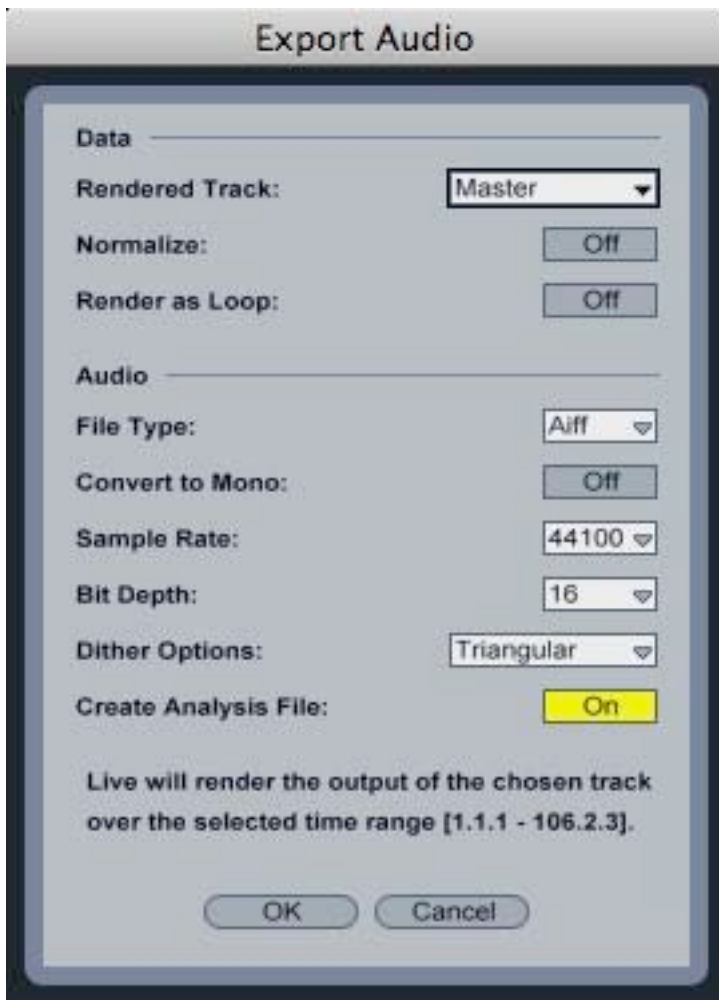 Export Audio
Data
Rendered Track: Master
Normalize: Off
Render as Loop: Off
Audio
File Type: Aiff
Convert to Mono: Off
Sample Rate: 44100
Bit Depth: 16
Dither Options: Triangular
Create Analysis File: On
Live will render the output of the chosen track
over the selected time range [1.1.1 - 106.2.3].
OK Cancel